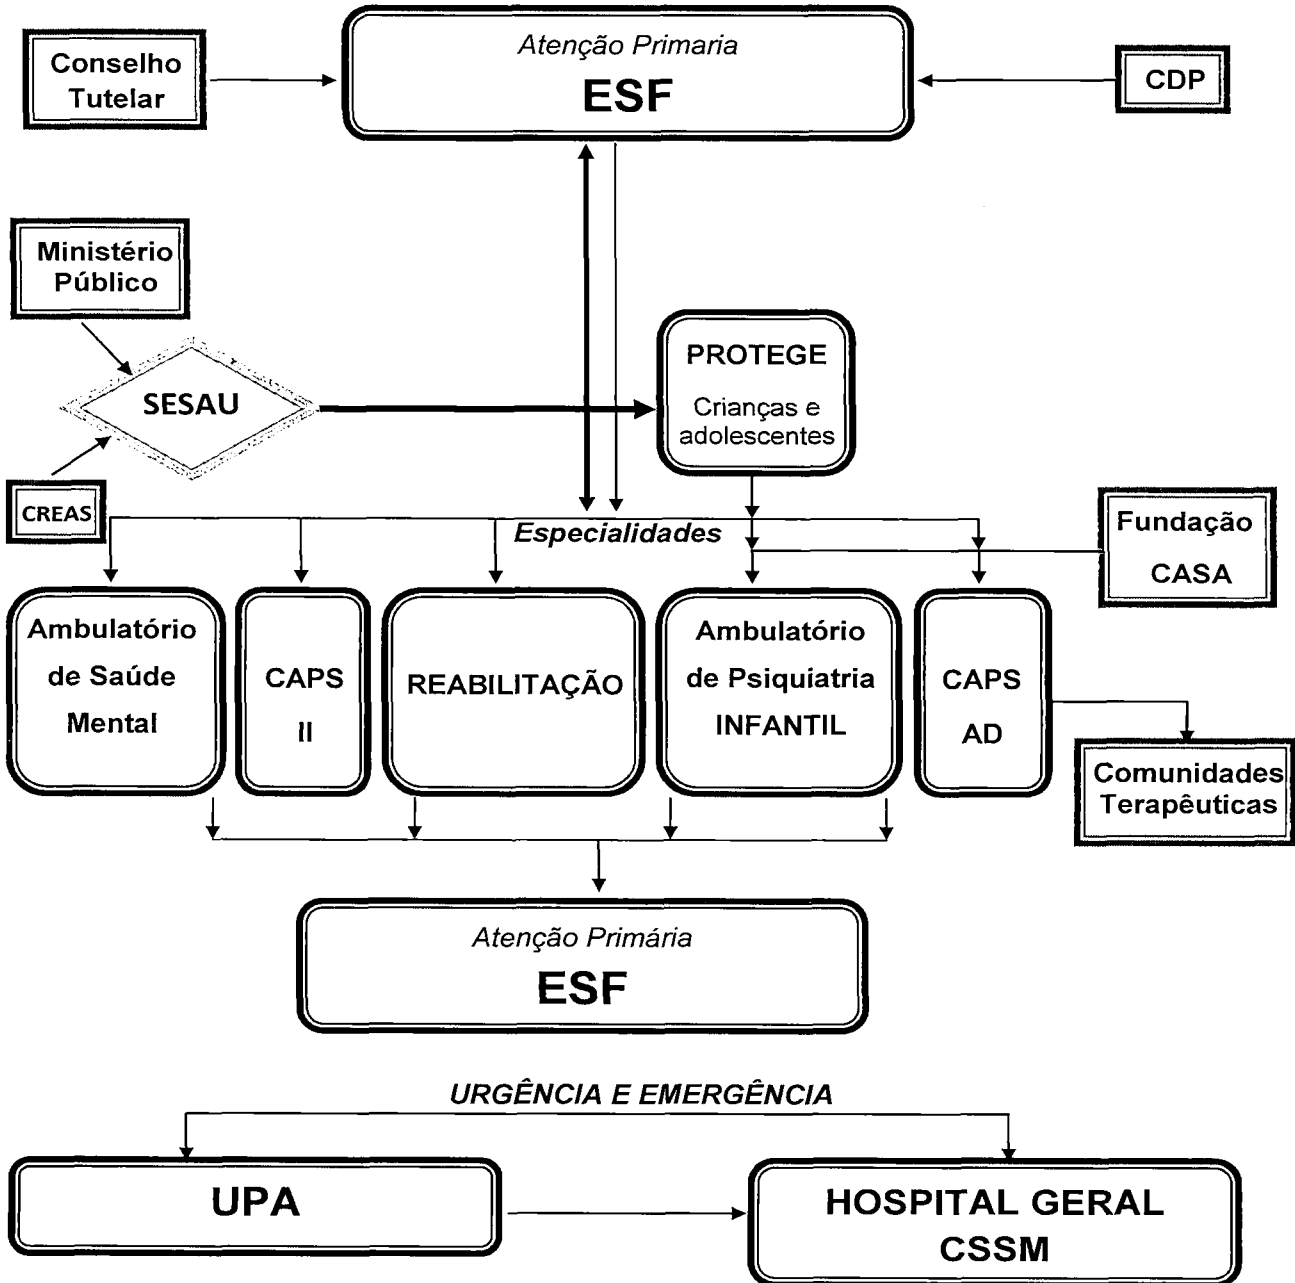 Atenção Primaria
ESF
Conselho
Tutelar
CDP
Ministério
Público
SESAU
CREAS
PROTEGE
Crianças e
adolescentes
Especialidades
Fundação
CASA
Ambulatório
de Saúde
Mental
CAPS
II
REABILITAÇÃO
Ambulatório
de Psiquiatria
INFANTIL
CAPS
AD
Comunidades
Terapêuticas
Atenção Primária
ESF
URGÊNCIA E EMERGÊNCIA
UPA
HOSPITAL GERAL
CSSM